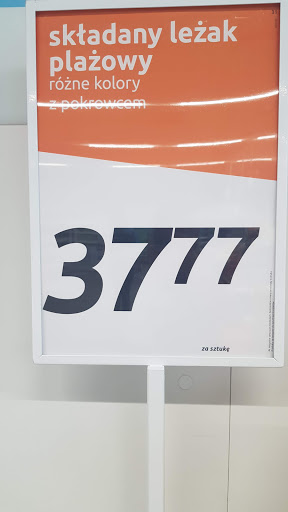 składany leżak
plażowy
różne kolory
z pokrowcem
3777
za sztukę